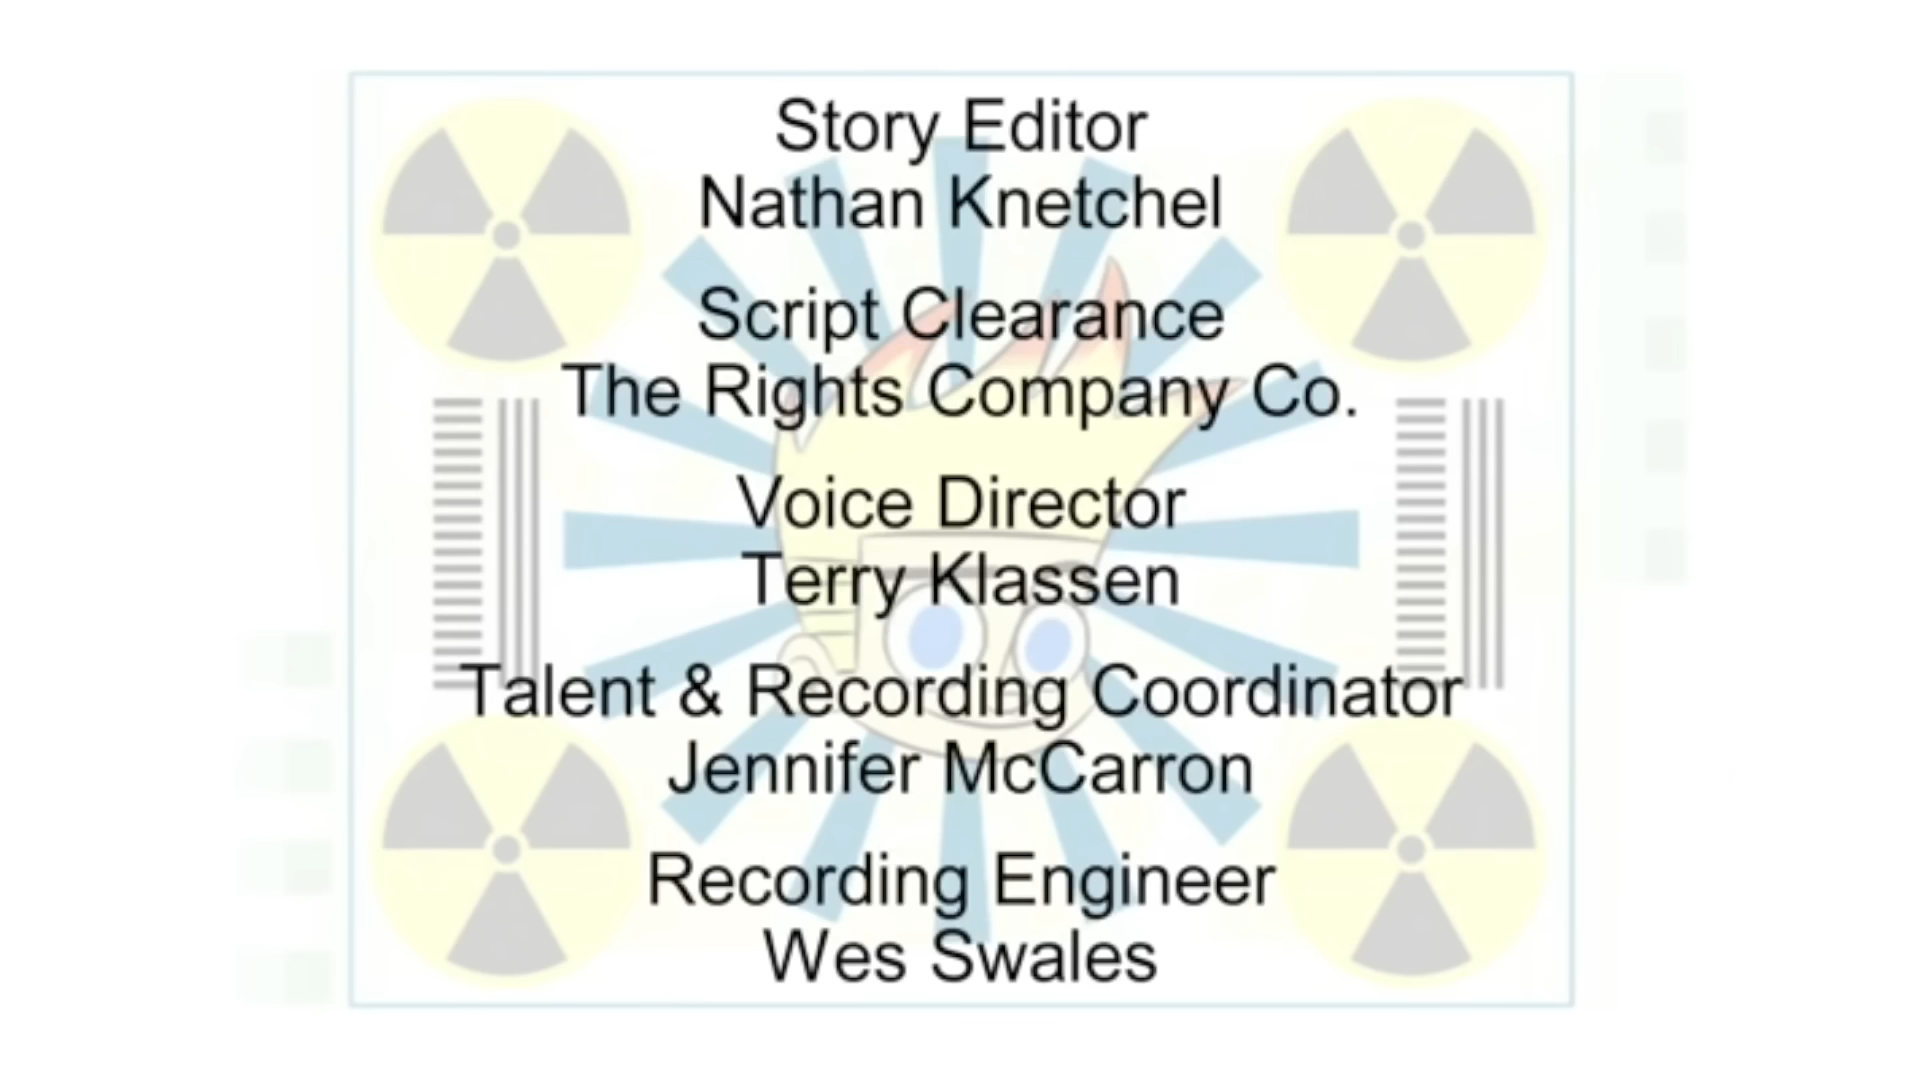 Story Editor
Nathan Knetchel
Script Clearance
The Rights Company Co.
Voice Director
Terry Klassen
Talent & Recording Coordinator
Jennifer McCarron
Recording Engineer
Wes Swales